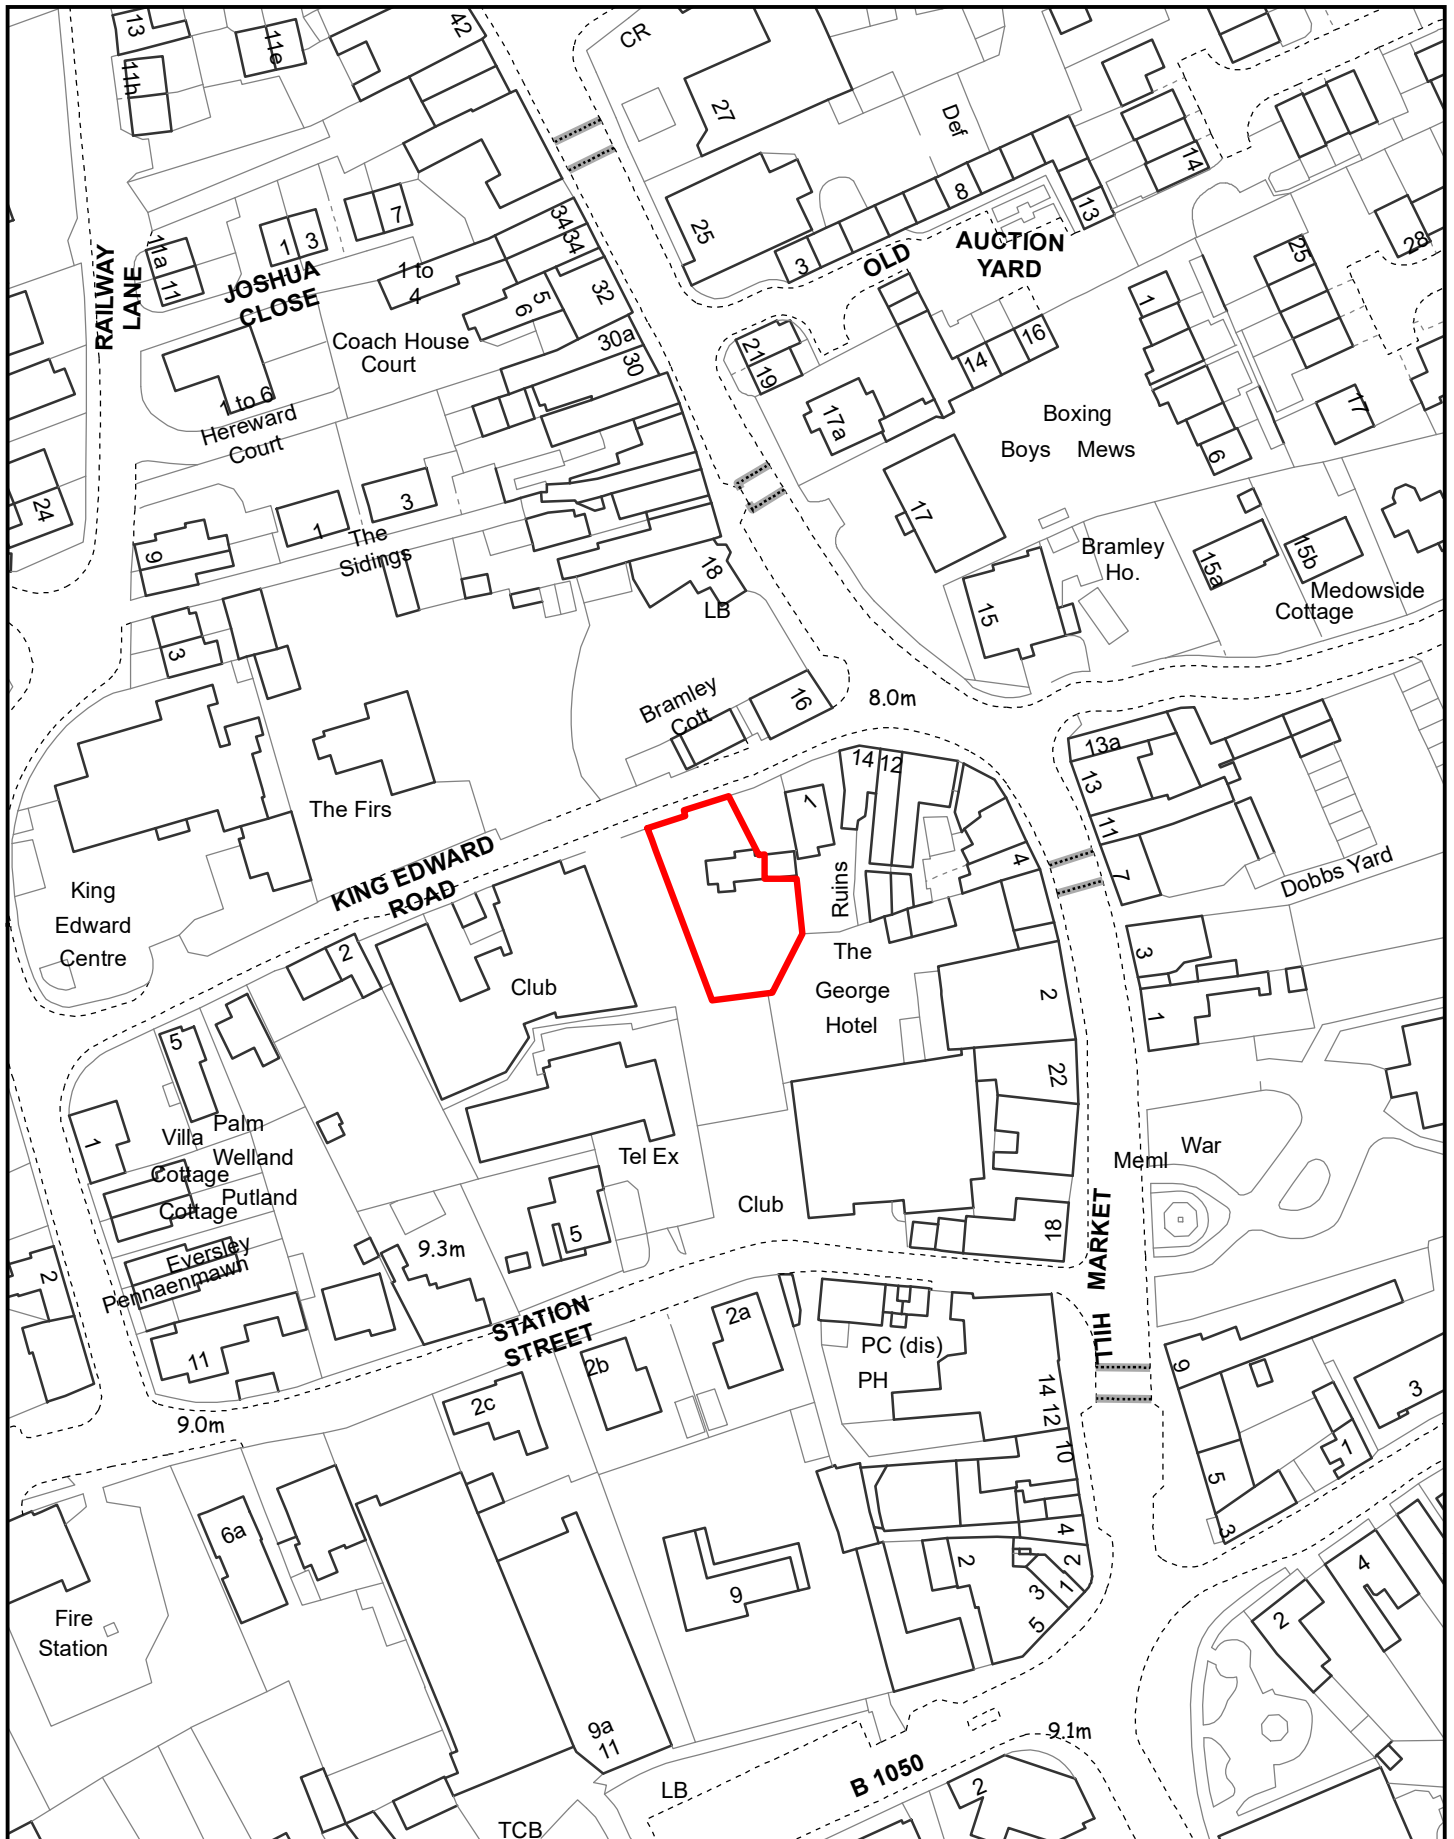 13
11e
42
CR
11h
27
Def
14
8
13
7
34
34
25
1
3
11a
11
RAILWAY
LANE
JOSHUA
CLOSE
1 to
4
5
6
32
3
OLD
AUCTION
YARD
25
28
1
Coach House
Court
30a
30
21
19
14
16
17a
1 to 6
Hereward
Court
Boxing
Boys Mews
17
6
24
1
3
The
Sidings
9
18
LB
17
Bramley
Ho.
15a
15b
Medowside
Cottage
15
3
Bramley
Cott
16
8.0m
13a
13
11
7
14
12
1
4
The Firs
KING EDWARD
ROAD
Ruins
Dobbs Yard
King
Edward
Centre
2
Club
The
George
Hotel
2
3
1
5
22
1
Palm
Villa
Welland
Cottage
Putland
Cottage
Tel Ex
War
Meml
Club
5
9.3m
18
MARKET
HILL
Eversley
Pennaenmawn
2
11
STATION
STREET
2a
2b
2c
PC (dis)
PH
14
12
10
9
3
1
5
3
9.0m
6a
4
2
2
1
3
5
9
4
2
Fire
Station
9a
11
LB
TCB
B 1050
9.1m
2